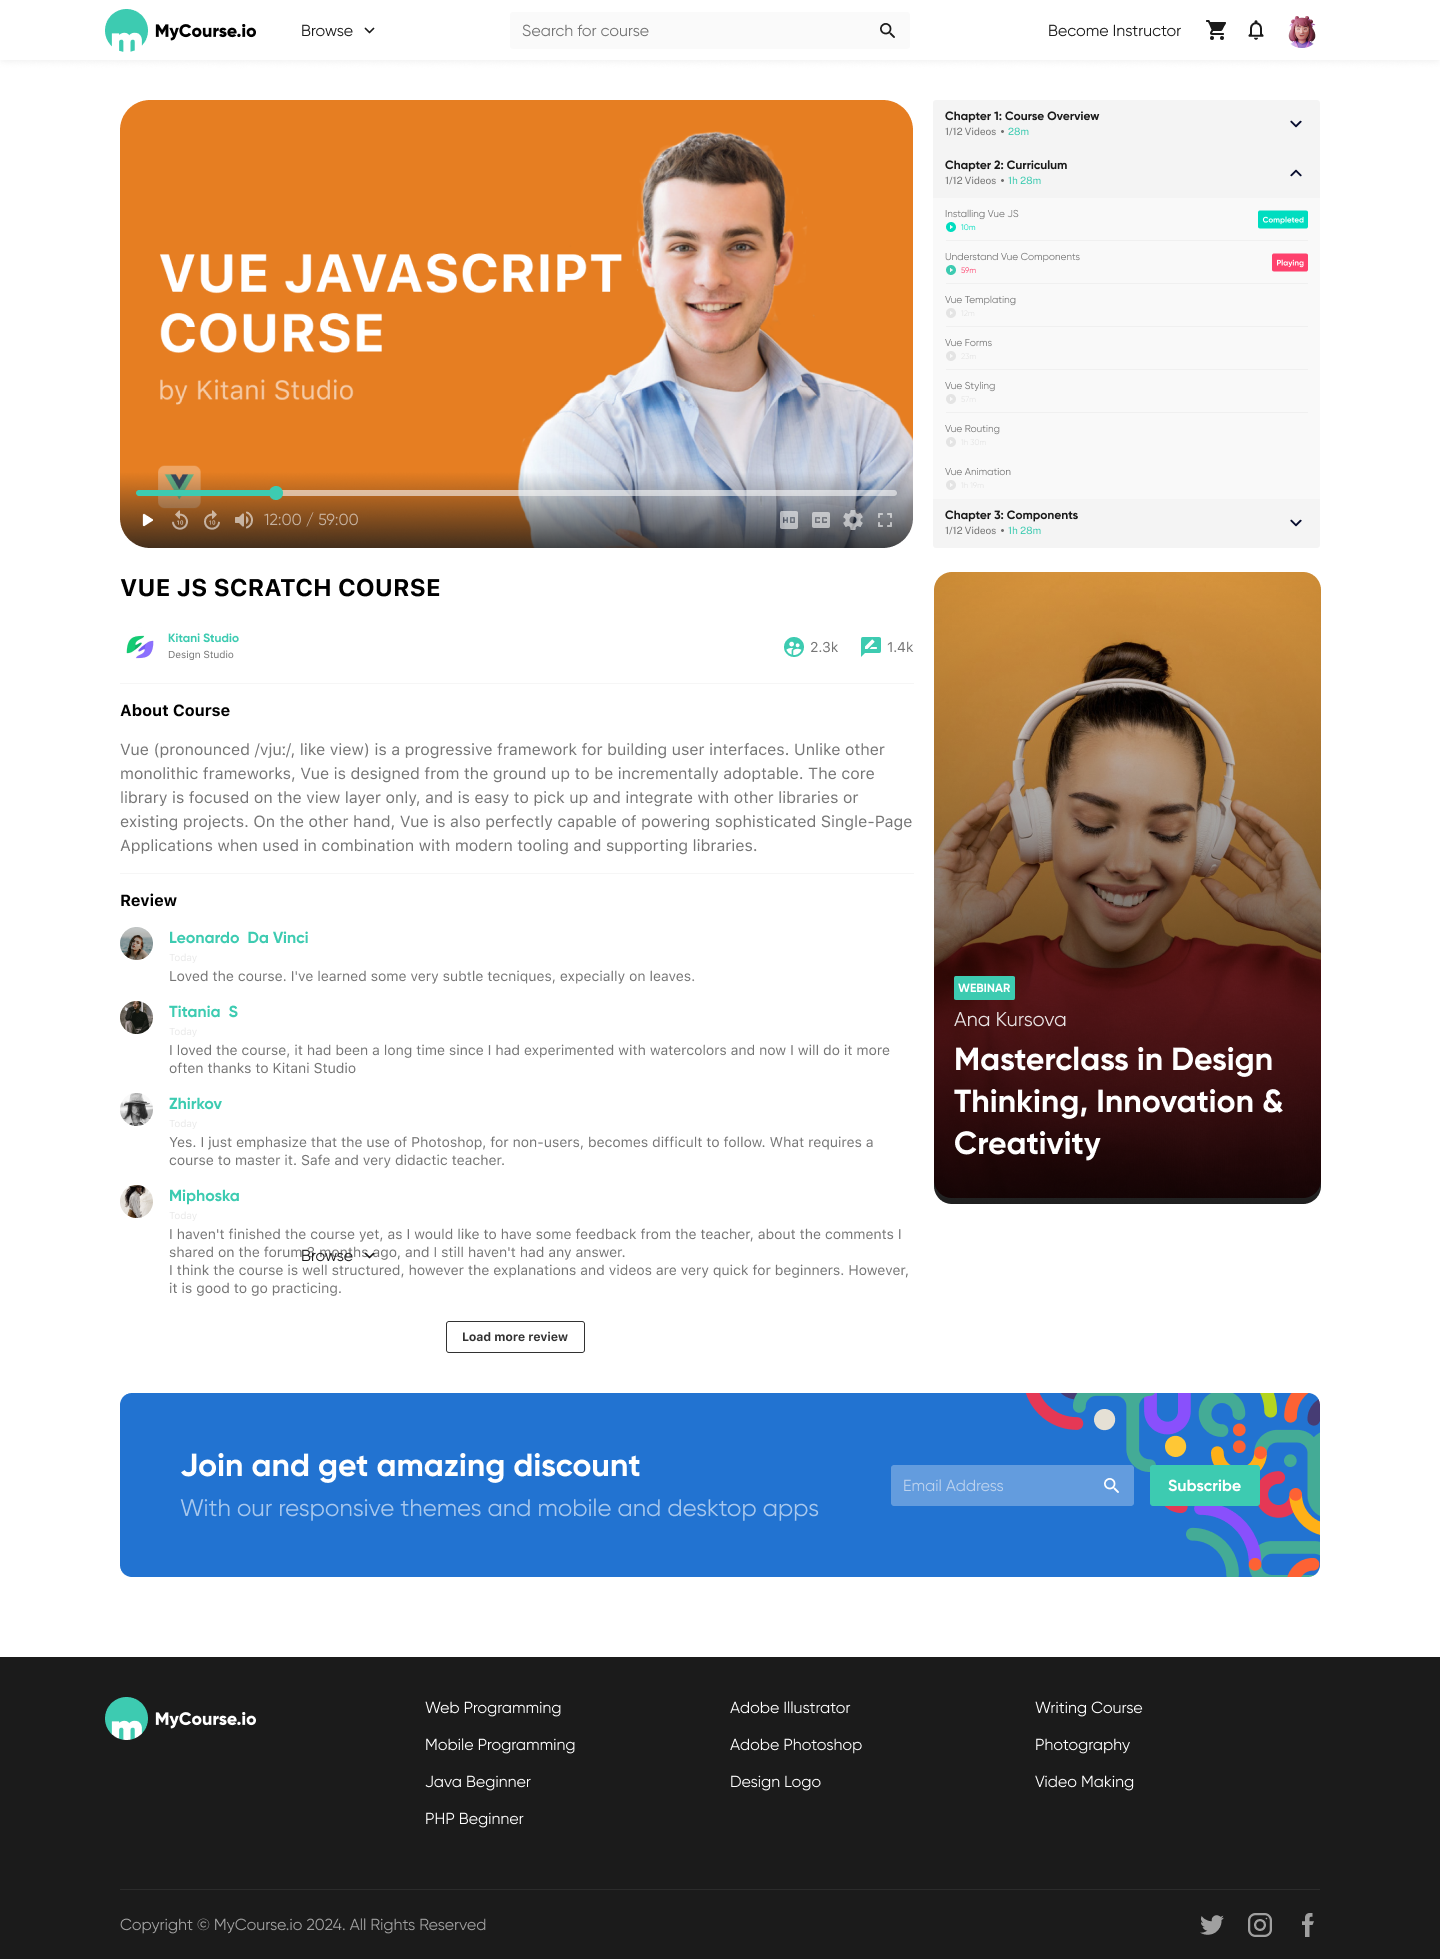 MyCourse.io
Browse
Search for course
Become Instructor
VUE JAVASCRIPT
COURSE
by Kitani Studio
12:00 / 59:00
HD
CC
Chapter 1: Course Overview
1/12 Videos • 28m
Chapter 2: Curriculum
1/12 Videos • 1h 28m
Installing Vue JS
10m
Completed
Understand Vue Components
59m
Playing
Vue Templating
12m
Vue Forms
Vue Styling
Vue Routing
Vue Animation
Chapter 3: Components
1/12 Videos • 1h 28m
VUE JS SCRATCH COURSE
Kitani Studio
Design Studio
2.3k
1.4k
About Course
Vue (pronounced /vju:/, like view) is a progressive framework for building user interfaces. Unlike other
monolithic frameworks, Vue is designed from the ground up to be incrementally adoptable. The core
library is focused on the view layer only, and is easy to pick up and integrate with other libraries or
existing projects. On the other hand, Vue is also perfectly capable of powering sophisticated Single-Page
Applications when used in combination with modern tooling and supporting libraries.
Review
Leonardo Da Vinci
Today
Loved the course. I've learned some very subtle tecniques, expecially on leaves.
Titania S
Today
I loved the course, it had been a long time since I had experimented with watercolors and now I will do it more
often thanks to Kitani Studio
Zhirkov
Today
Yes. I just emphasize that the use of Photoshop, for non-users, becomes difficult to follow. What requires a
course to master it. Safe and very didactic teacher.
Miphoska
Today
I haven't finished the course yet, as I would like to have some feedback from the teacher, about the comments I
shared on the forum 8 months ago, and I still haven't had any answer.
Browse
I think the course is well structured, however the explanations and videos are very quick for beginners. However,
it is good to go practicing.
Load more review
WEBINAR
Ana Kursova
Masterclass in Design
Thinking, Innovation &
Creativity
Join and get amazing discount
With our responsive themes and mobile and desktop apps
Email Address
Subscribe
MyCourse.io
Web Programming
Mobile Programming
Java Beginner
PHP Beginner
Adobe Illustrator
Adobe Photoshop
Design Logo
Writing Course
Photography
Video Making
Copyright © MyCourse.io 2024. All Rights Reserved